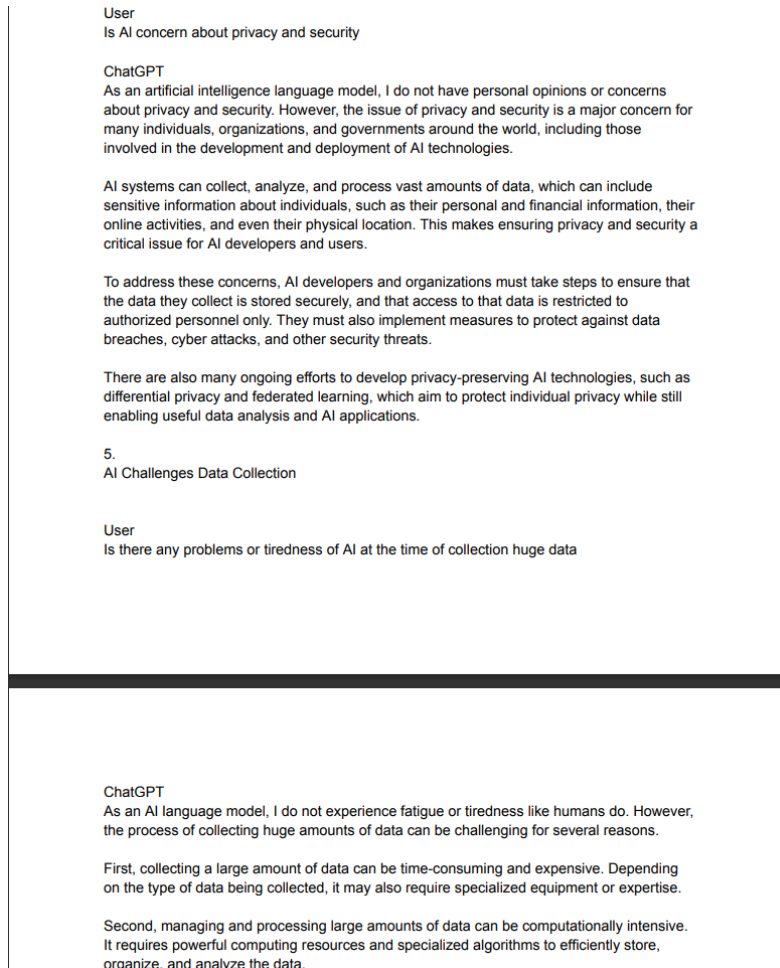 User
Is AI concern about privacy and security
ChatGPT
As an artificial intelligence language model, I do not have personal opinions or concerns
about privacy and security. However, the issue of privacy and security is a major concern for
many individuals, organizations, and governments around the world, including those
involved in the development and deployment of AI technologies.
AI systems can collect, analyze, and process vast amounts of data, which can include
sensitive information about individuals, such as their personal and financial information, their
online activities, and even their physical location. This makes ensuring privacy and security a
critical issue for AI developers and users.
To address these concerns, AI developers and organizations must take steps to ensure that
the data they collect is stored securely, and that access to that data is restricted to
authorized personnel only. They must also implement measures to protect against data
breaches, cyber attacks, and other security threats.
There are also many ongoing efforts to develop privacy-preserving AI technologies, such as
differential privacy and federated learning, which aim to protect individual privacy while still
enabling useful data analysis and AI applications.
5.
AI Challenges Data Collection
User
Is there any problems or tiredness of AI at the time of collection huge data
ChatGPT
As an AI language model, I do not experience fatigue or tiredness like humans do. However,
the process of collecting huge amounts of data can be challenging for several reasons.
First, collecting a large amount of data can be time-consuming and expensive. Depending
on the type of data being collected, it may also require specialized equipment or expertise.
Second, managing and processing large amounts of data can be computationally intensive.
It requires powerful computing resources and specialized algorithms to efficiently store,
organize, and analyze the data.